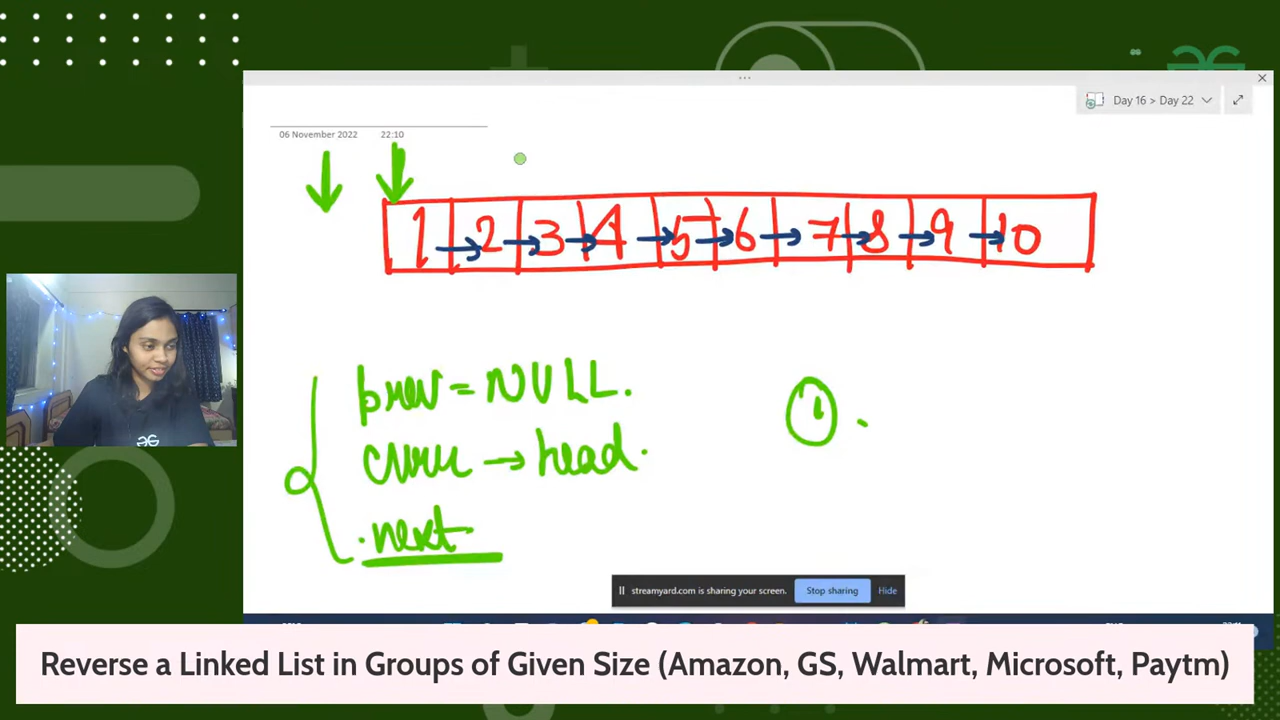 Day 16 > Day 22
06 November 2022 22:10
1 → 2 → 3 → 4 → 5 → 6 → 7 → 8 → 9 → 10
prev = NULL.
curr → head.
.next
1 .
streamyard.com is sharing your screen. Stop sharing Hide
Reverse a Linked List in Groups of Given Size (Amazon, GS, Walmart, Microsoft, Paytm)